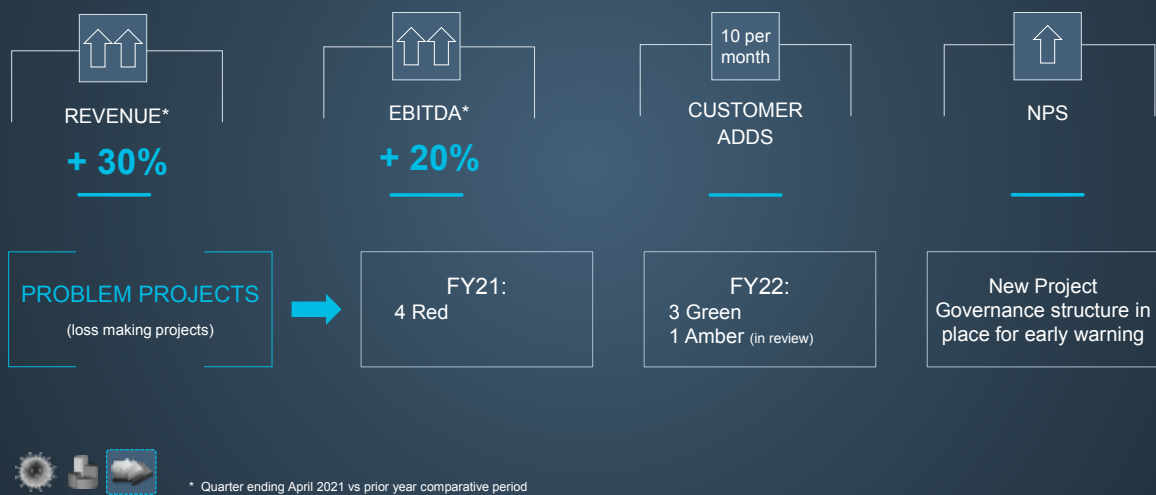 10 per
month
REVENUE*
EBITDA*
CUSTOMER
ADDS
NPS
+ 30%
+ 20%
PROBLEM PROJECTS
(loss making projects)
FY21:
4 Red
FY22:
3 Green
1 Amber (in review)
New Project
Governance structure in
place for early warning
* Quarter ending April 2021 vs prior year comparative period